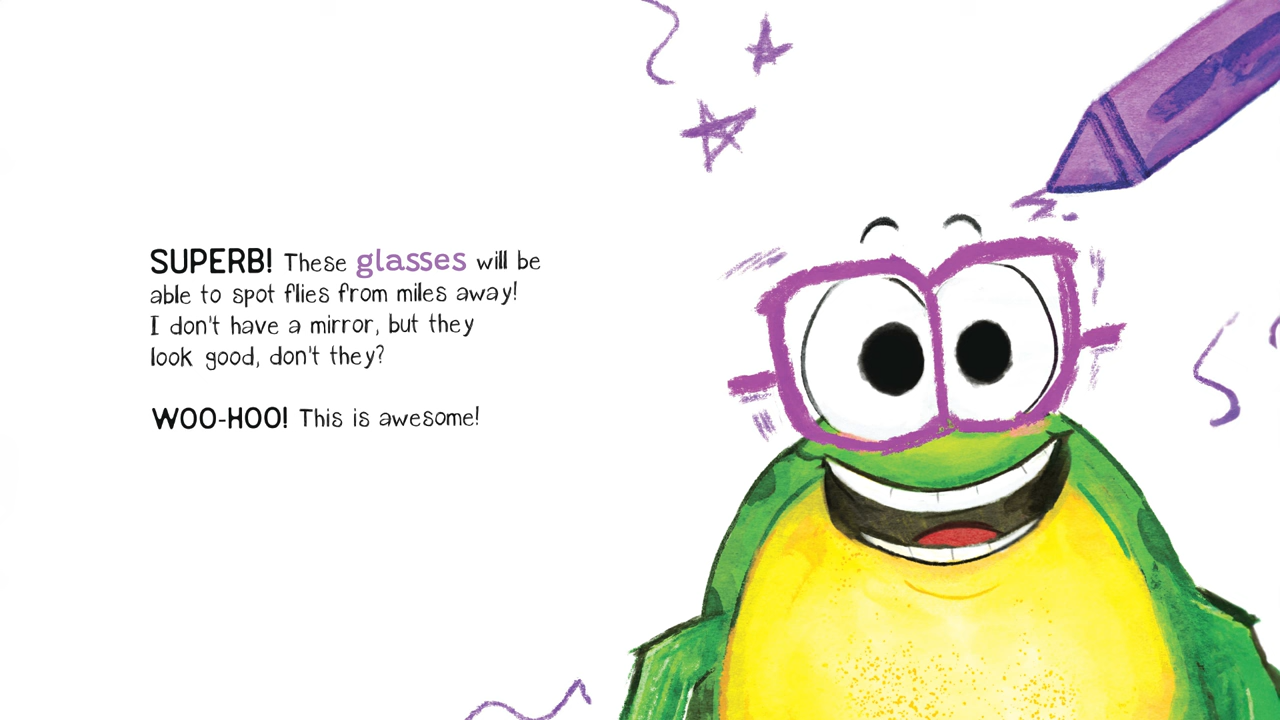 SUPERB! These glasses will be
able to spot flies from miles away!
I don't have a mirror, but they
look good, don't they?
WOO-HOO! This is awesome!